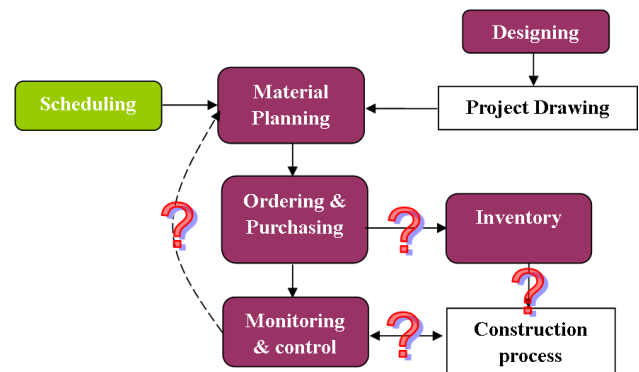 Designing
Scheduling
Material
Planning
Project Drawing
Ordering &
Purchasing
?
?
Inventory
?
Monitoring
& control
?
Construction
process